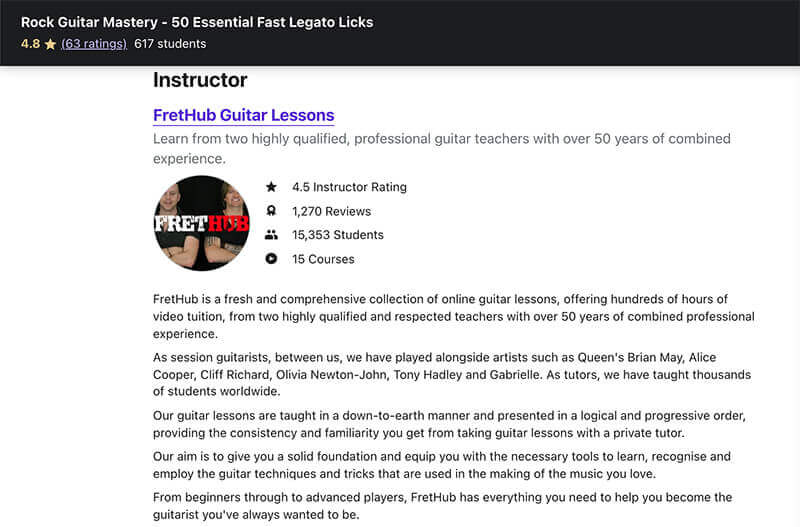 Rock Guitar Mastery - 50 Essential Fast Legato Licks
4.8 ★ (63 ratings) 617 students
Instructor
FretHub Guitar Lessons
Learn from two highly qualified, professional guitar teachers with over 50 years of combined
experience.
FRETHUB
4.5 Instructor Rating
1,270 Reviews
15,353 Students
15 Courses
FretHub is a fresh and comprehensive collection of online guitar lessons, offering hundreds of hours of
video tuition, from two highly qualified and respected teachers with over 50 years of combined professional
experience.
As session guitarists, between us, we have played alongside artists such as Queen's Brian May, Alice
Cooper, Cliff Richard, Olivia Newton-John, Tony Hadley and Gabrielle. As tutors, we have taught thousands
of students worldwide.
Our guitar lessons are taught in a down-to-earth manner and presented in a logical and progressive order,
providing the consistency and familiarity you get from taking guitar lessons with a private tutor.
Our aim is to give you a solid foundation and equip you with the necessary tools to learn, recognise and
employ the guitar techniques and tricks that are used in the making of the music you love.
From beginners through to advanced players, FretHub has everything you need to help you become the
guitarist you've always wanted to be.